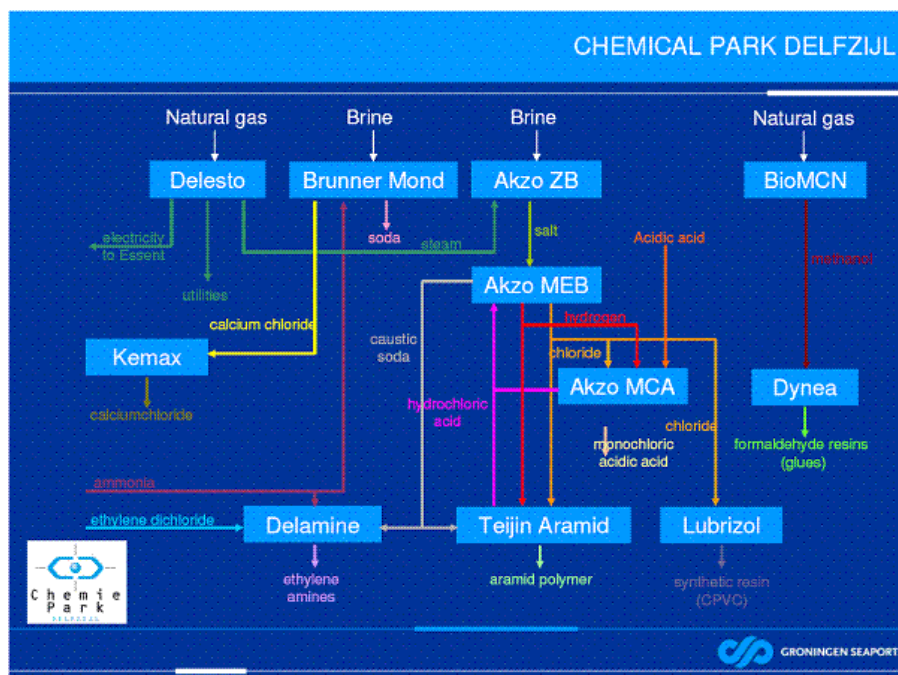 CHEMICAL PARK DELFZIJL
Natural gas
Brine
Brine
Natural gas
Delesto
Brunner Mond
Akzo ZB
BioMCN
electricity
to Essent
soda
steam
salt
Acidic acid
methanol
utilities
Akzo MEB
calcium chloride
caustic
soda
hydrogen
chloride
Kemax
Akzo MCA
Dynea
calciumchloride
hydrochloric
acid
chloride
monochloric
acidic acid
formaldehyde resins
(glues)
ammonia
ethylene dichloride
Delamine
Teijin Aramid
Lubrizol
ethylene
amines
aramid polymer
synthetic resin
(CPVC)
Chemie
Park
DELFZIJL
GRONINGEN SEAPORT